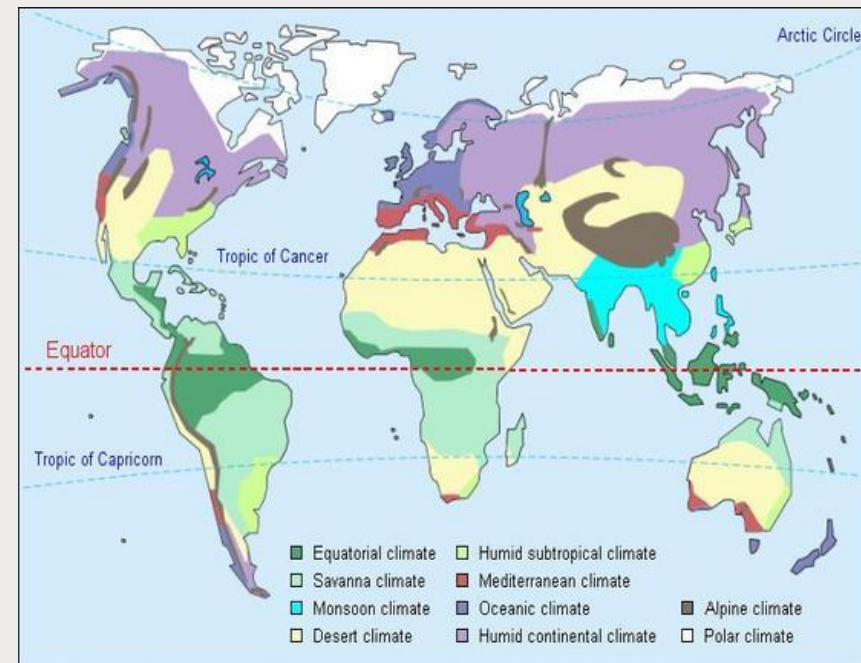 Arctic Circle
Tropic of Cancer
Equator
Tropic of Capricorn
Equatorial climate
Savanna climate
Monsoon climate
Desert climate
Humid subtropical climate
Mediterranean climate
Oceanic climate
Humid continental climate
Alpine climate
Polar climate